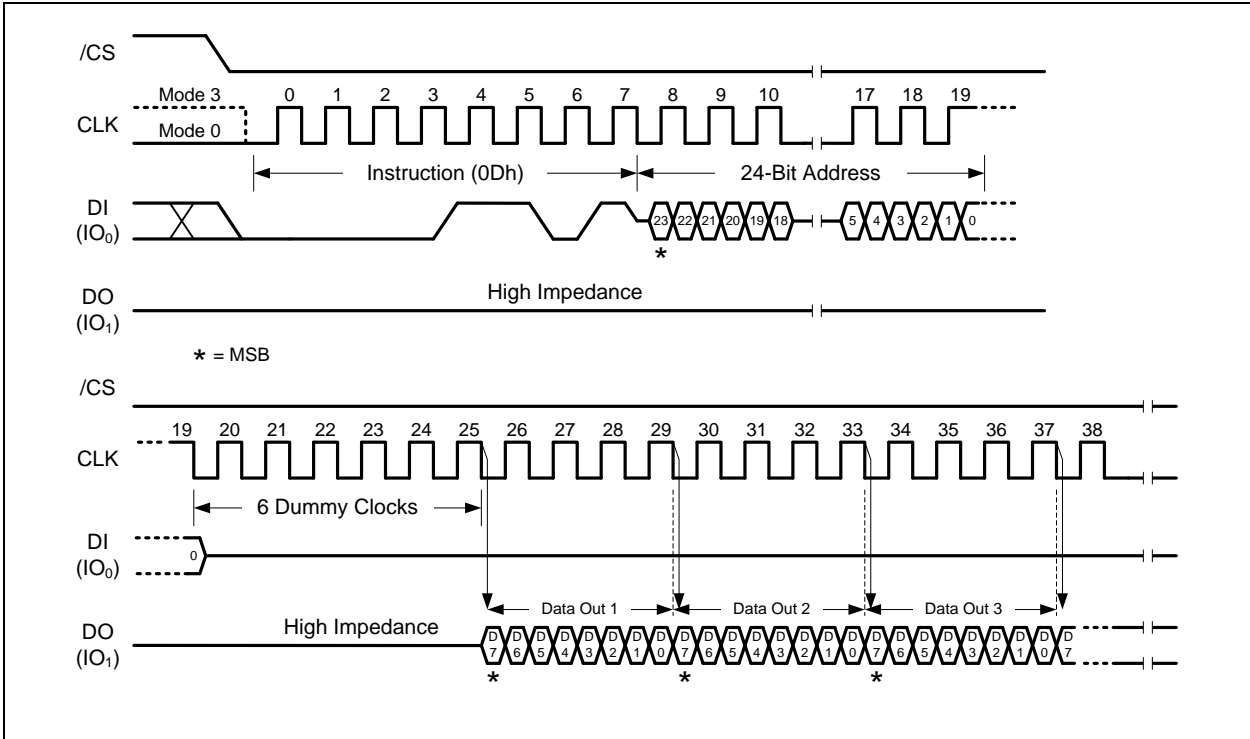 /CS
Mode 3 0 1 2 3 4 5 6 7 8 9 10 17 18 19
CLK
Mode 0
Instruction (0Dh) 24-Bit Address
DI
(IO₀)
23 22 21 20 19 18 5 4 3 2 1 0
*
High Impedance
DO
(IO₁)
* = MSB
/CS
19 20 21 22 23 24 25 26 27 28 29 30 31 32 33 34 35 36 37 38
CLK
6 Dummy Clocks
DI
(IO₀)
0
Data Out 1 Data Out 2 Data Out 3
High Impedance
DO
(IO₁)
D7 D6 D5 D4 D3 D2 D1 D0 D7 D6 D5 D4 D3 D2 D1 D0 D7 D6 D5 D4 D3 D2 D1 D0 D7
* * *